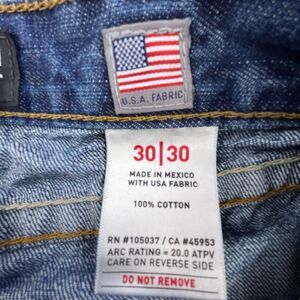 U.S.A. FABRIC
30|30
MADE IN MEXICO
WITH USA FABRIC
100% COTTON
RN #105037 / CA #45953
ARC RATING = 20.0 ATPV
CARE ON REVERSE SIDE
DO NOT REMOVE